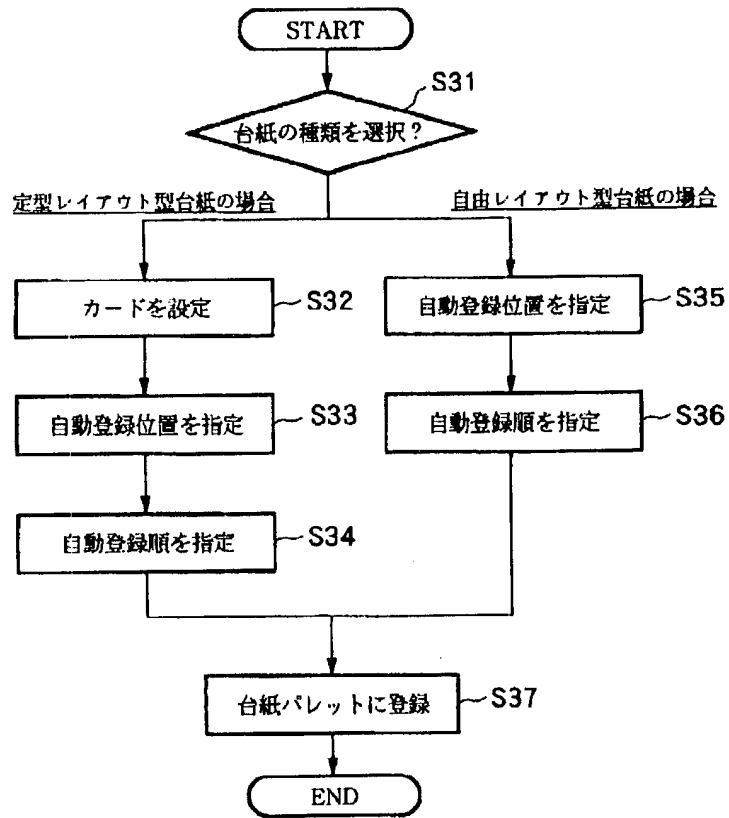 START
S31
台紙の種類を選択?
定型レイアウト型台紙の場合
自由レイアウト型台紙の場合
カードを設定
S32
自動登録位置を指定
S35
自動登録位置を指定
S33
自動登録順を指定
S36
自動登録順を指定
S34
台紙パレットに登録
S37
END